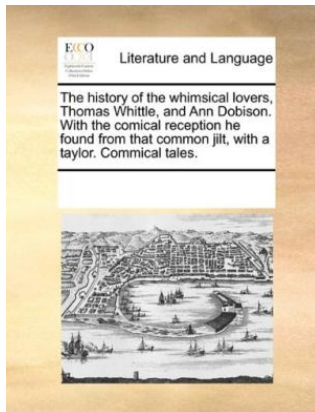 ECCO
Literature and Language
The history of the whimsical lovers,
Thomas Whittle, and Ann Dobison.
With the comical reception he
found from that common jilt, with a
taylor. Commical tales.